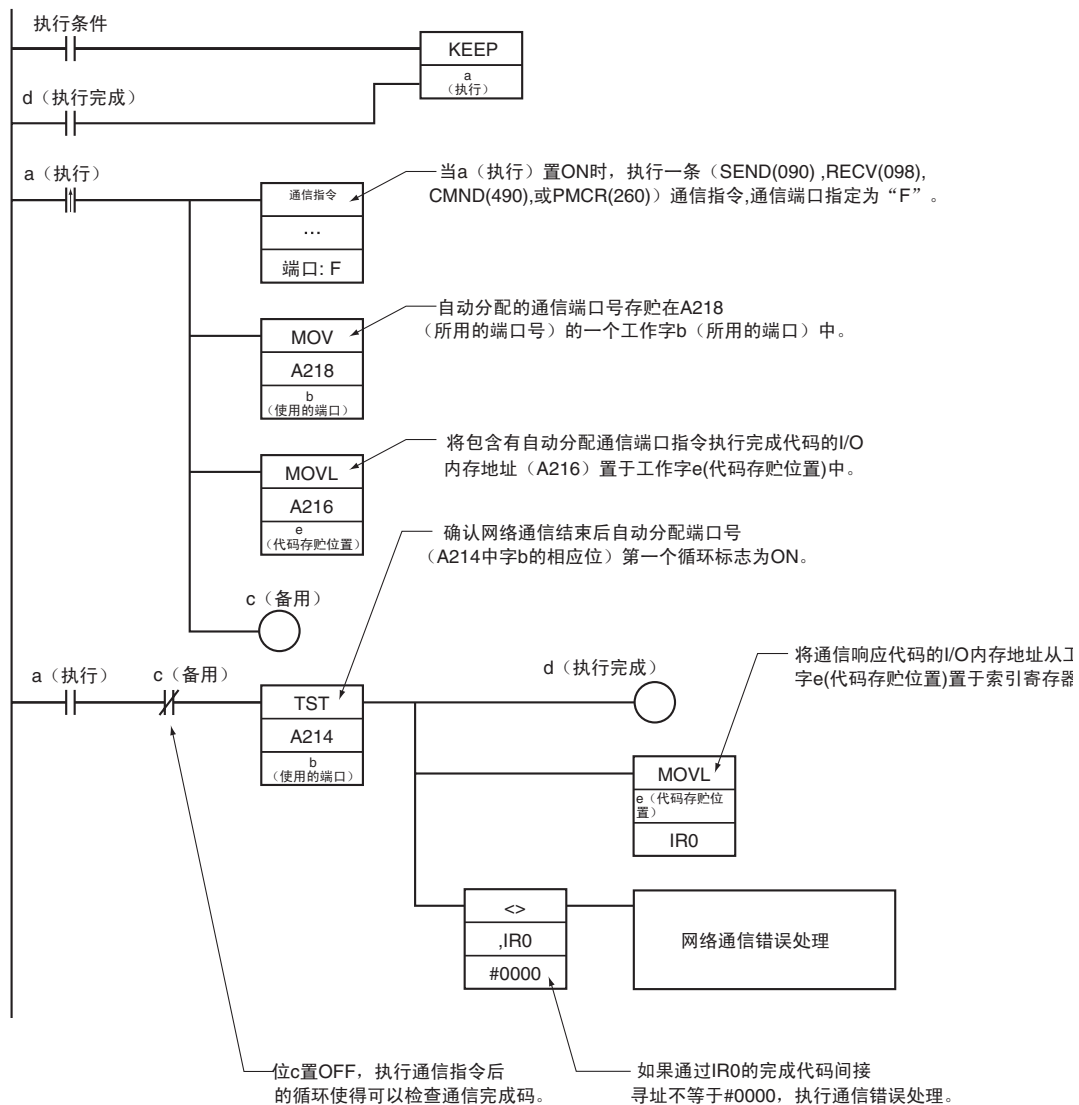 执行条件
KEEP
a
（执行）
d（执行完成）
a（执行）
通信指令
…
端口: F
当a（执行）置ON时，执行一条（SEND(090) ,RECV(098),
CMND(490),或PMCR(260)）通信指令,通信端口指定为“F”。
MOV
A218
b
（使用的端口）
自动分配的通信端口号存贮在A218
（所用的端口号）的一个工作字b（所用的端口）中。
MOVL
A216
e
（代码存贮位置）
将包含有自动分配通信端口指令执行完成代码的I/O
内存地址（A216）置于工作字e(代码存贮位置)中。
确认网络通信结束后自动分配端口号
（A214中字b的相应位）第一个循环标志为ON。
c（备用）
a（执行）
c（备用）
TST
A214
b
（使用的端口）
d（执行完成）
将通信响应代码的I/O内存地址从工
字e(代码存贮位置)置于索引寄存器
MOVL
e（代码存贮位
置）
IR0
<>
,IR0
#0000
网络通信错误处理
位c置OFF，执行通信指令后
的循环使得可以检查通信完成码。
如果通过IR0的完成代码间接
寻址不等于#0000，执行通信错误处理。